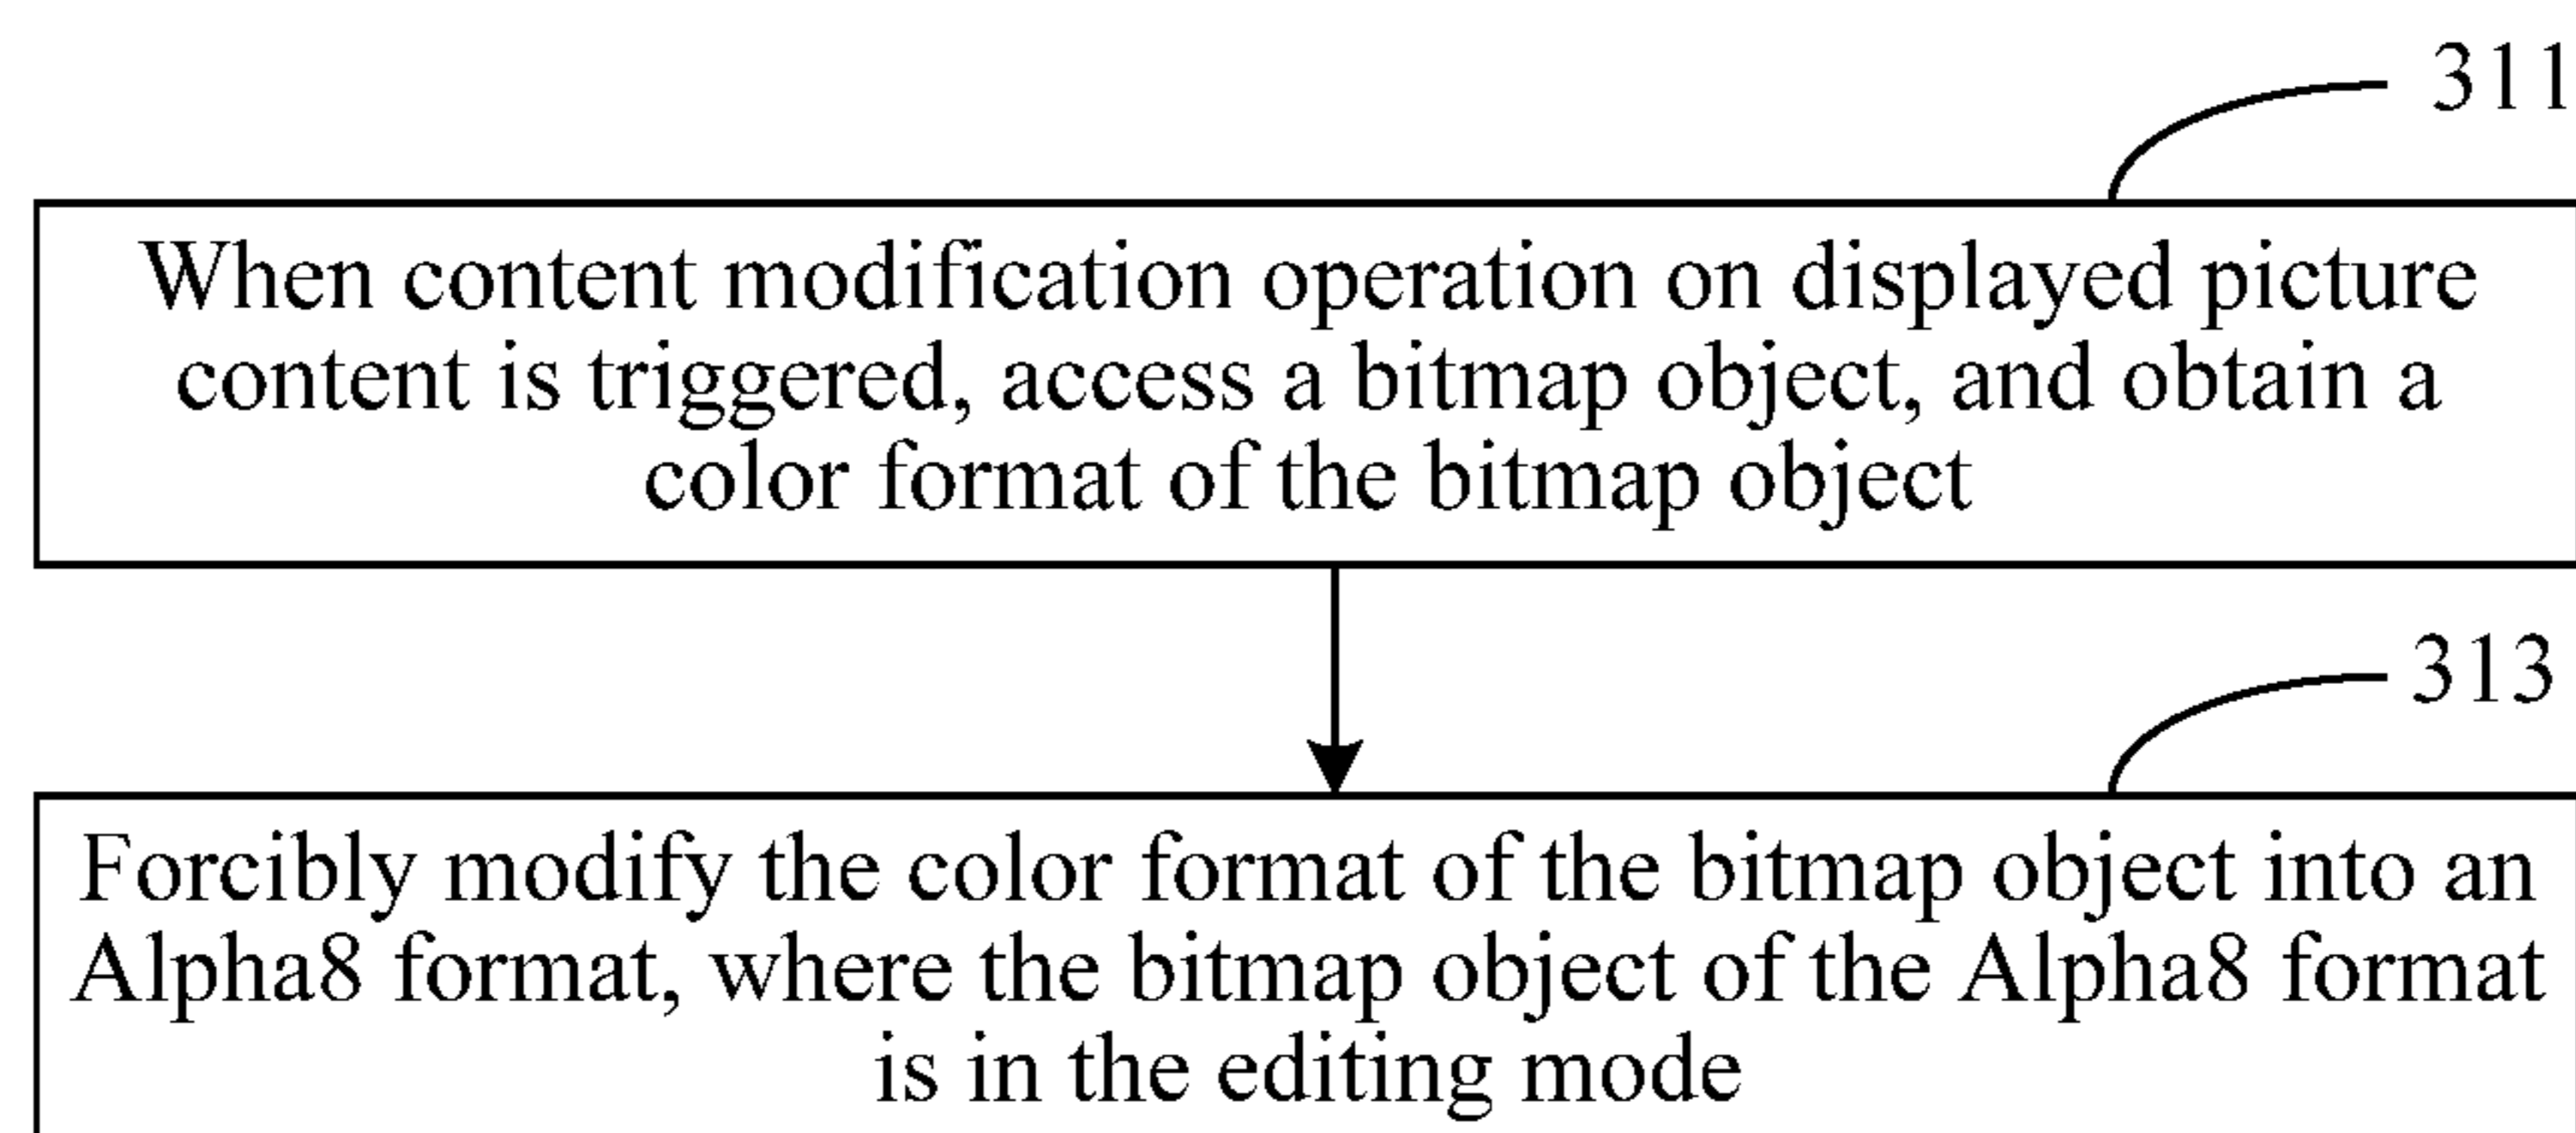 311
When content modification operation on displayed picture
content is triggered, access a bitmap object, and obtain a
color format of the bitmap object
313
Forcibly modify the color format of the bitmap object into an
Alpha8 format, where the bitmap object of the Alpha8 format
is in the editing mode